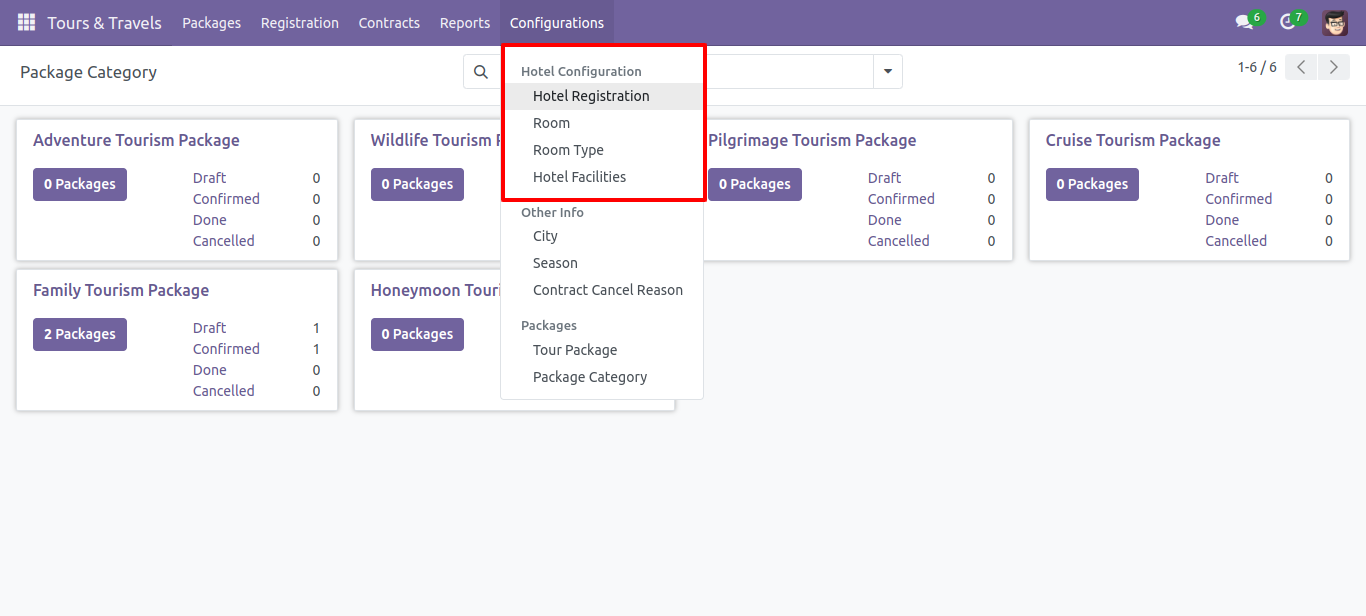 Tours & Travels Packages Registration Contracts Reports Configurations 6 7
Package Category
1-6 / 6
Hotel Configuration
Hotel Registration
Room
Room Type
Hotel Facilities
Other Info
City
Season
Contract Cancel Reason
Packages
Tour Package
Package Category
Adventure Tourism Package
0 Packages
Draft 0
Confirmed 0
Done 0
Cancelled 0
Wildlife Tourism
0 Packages
Pilgrimage Tourism Package
0 Packages
Draft 0
Confirmed 0
Done 0
Cancelled 0
Cruise Tourism Package
0 Packages
Draft 0
Confirmed 0
Done 0
Cancelled 0
Family Tourism Package
2 Packages
Draft 1
Confirmed 1
Done 0
Cancelled 0
Honeymoon
0 Packages